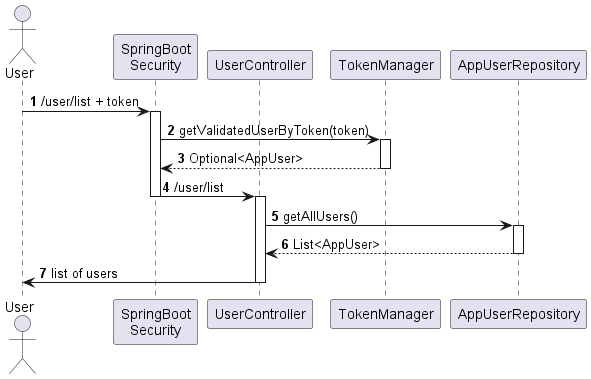 User
SpringBoot
Security
UserController
TokenManager
AppUserRepository
1 /user/list + token
2 getValidatedUserByToken(token)
3 Optional<AppUser>
4 /user/list
5 getAllUsers()
6 List<AppUser>
7 list of users
User
SpringBoot
Security
UserController
TokenManager
AppUserRepository